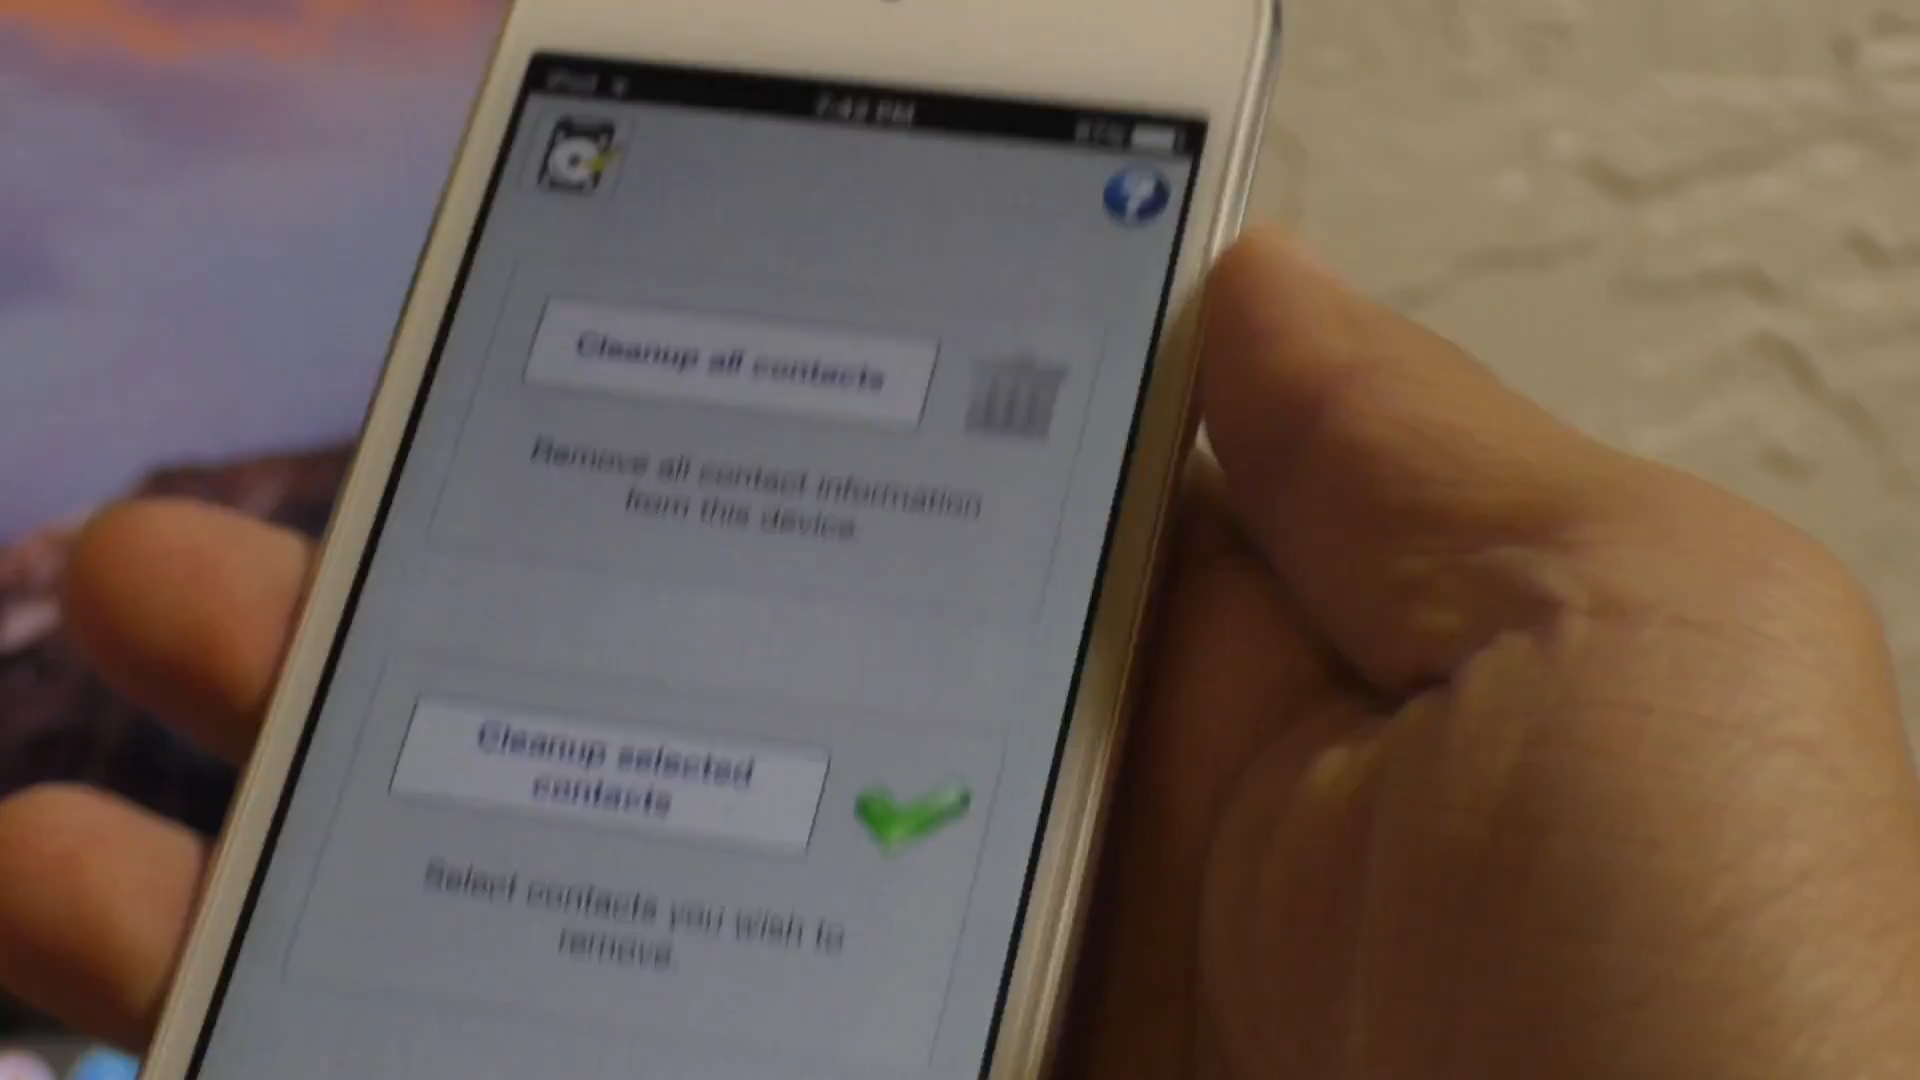 iPod
7:43 PM
Cleanup all contacts
Remove all contact information
from this device.
Cleanup selected
contacts
Select contacts you wish to
remove.